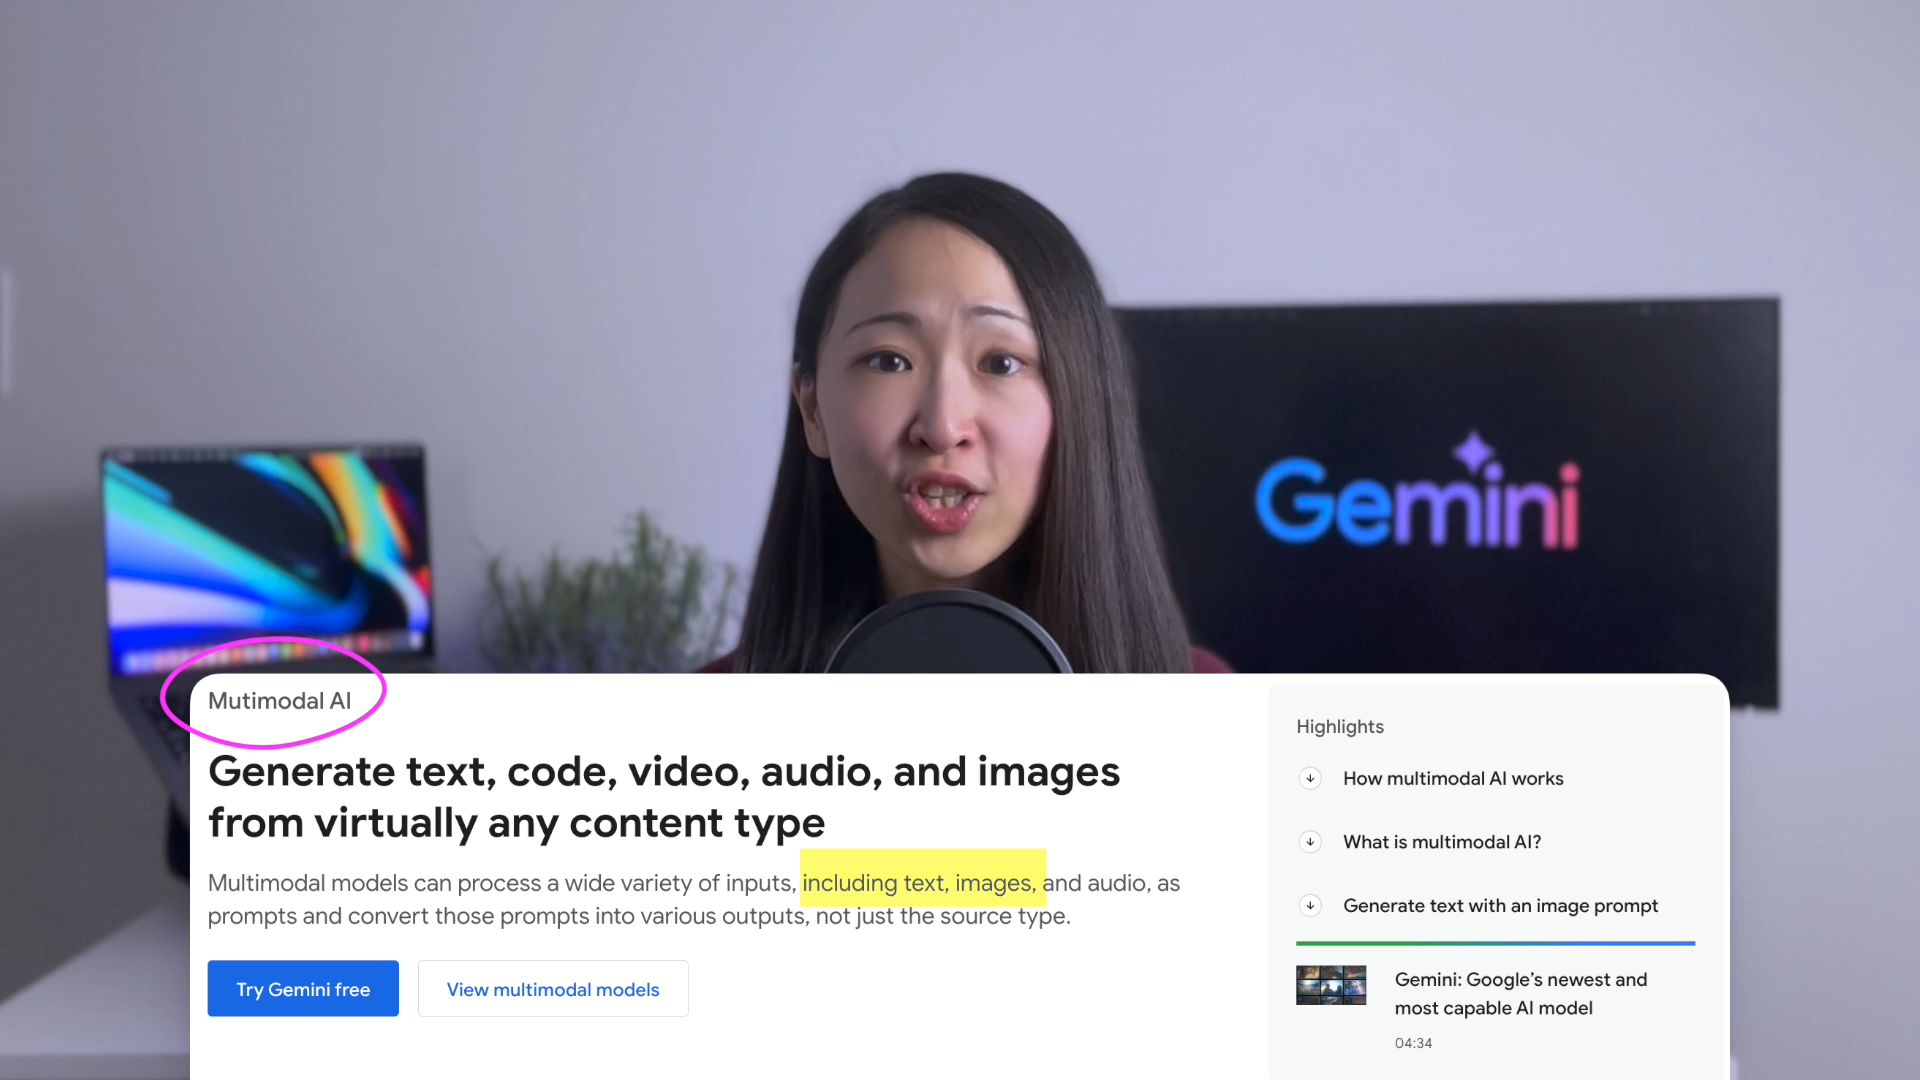 Gemini
Mutimodal AI
Generate text, code, video, audio, and images
from virtually any content type
Multimodal models can process a wide variety of inputs, including text, images, and audio, as
prompts and convert those prompts into various outputs, not just the source type.
Try Gemini free
View multimodal models
Highlights
How multimodal AI works
What is multimodal AI?
Generate text with an image prompt
Gemini: Google’s newest and
most capable AI model
04:34